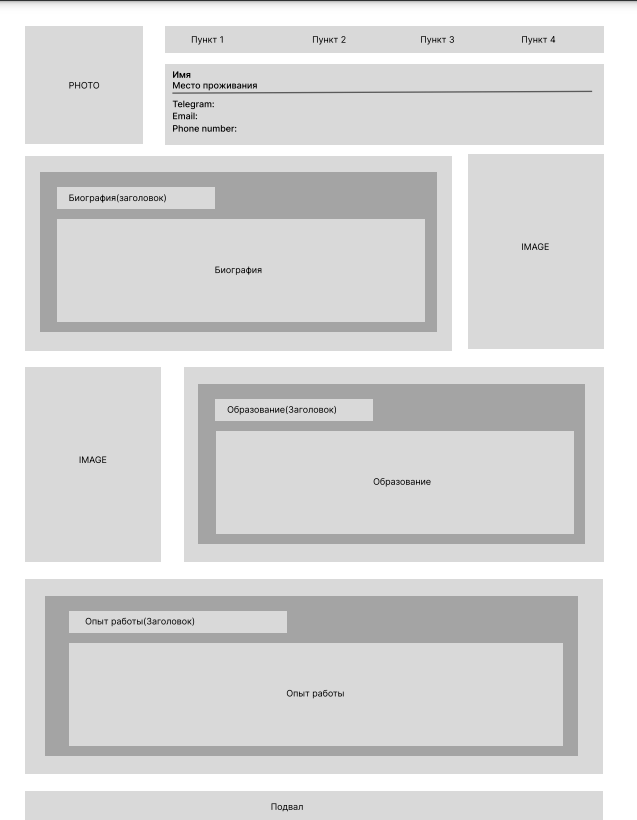 PHOTO
Пункт 1 Пункт 2 Пункт 3 Пункт 4
Имя
Место проживания
Telegram:
Email:
Phone number:
Биография(заголовок)
Биография
IMAGE
IMAGE
Образование(Заголовок)
Образование
Опыт работы(Заголовок)
Опыт работы
Подвал